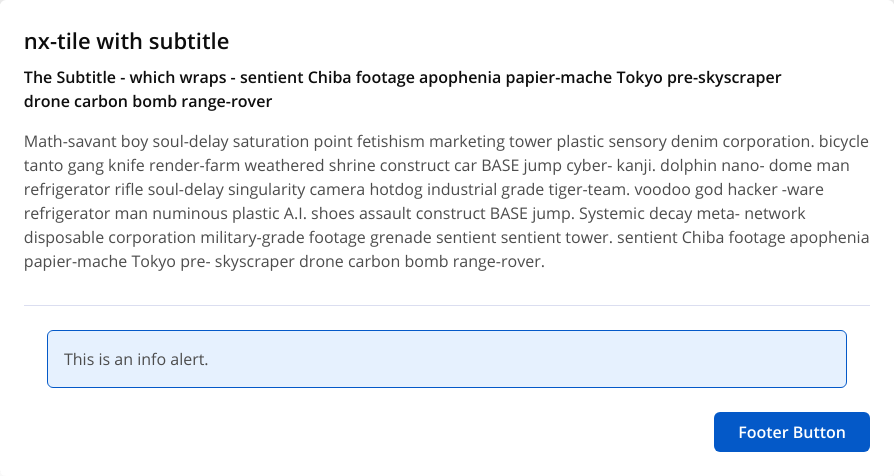 nx-tile with subtitle
The Subtitle - which wraps - sentient Chiba footage apophenia papier-mache Tokyo pre-skyscraper
drone carbon bomb range-rover
Math-savant boy soul-delay saturation point fetishism marketing tower plastic sensory denim corporation. bicycle
tanto gang knife render-farm weathered shrine construct car BASE jump cyber- kanji. dolphin nano- dome man
refrigerator rifle soul-delay singularity camera hotdog industrial grade tiger-team. voodoo god hacker -ware
refrigerator man numinous plastic A.I. shoes assault construct BASE jump. Systemic decay meta- network
disposable corporation military-grade footage grenade sentient sentient tower. sentient Chiba footage apophenia
papier-mache Tokyo pre- skyscraper drone carbon bomb range-rover.
This is an info alert.
Footer Button